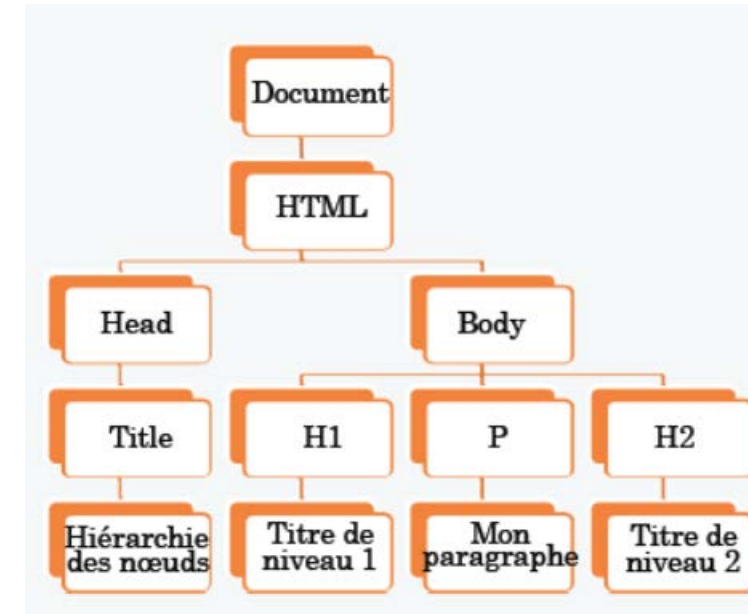 Document
HTML
Head
Body
Title
H1
P
H2
Hiérarchie
des nœuds
Titre de
niveau 1
Mon
paragraphe
Titre de
niveau 2